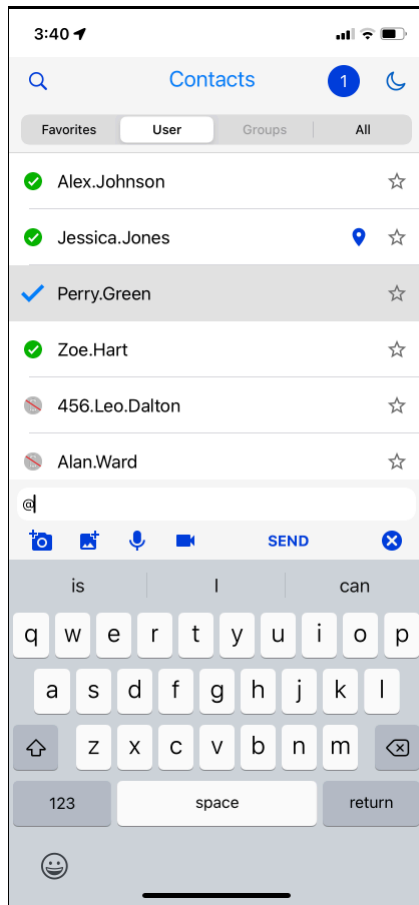 3:40
Contacts
1
Favorites User Groups All
Alex.Johnson
Jessica.Jones
Perry.Green
Zoe.Hart
456.Leo.Dalton
Alan.Ward
@
SEND
is I can
q w e r t y u i o p
a s d f g h j k l
z x c v b n m
123 space return